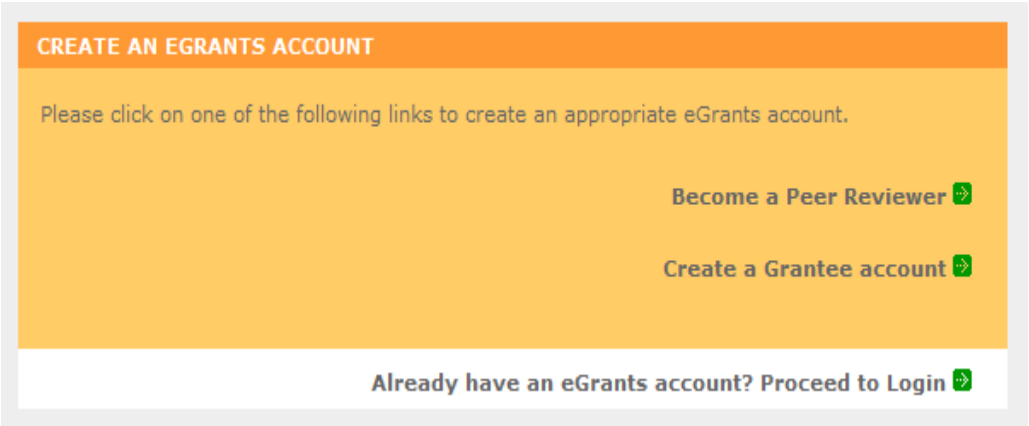 CREATE AN EGRANTS ACCOUNT
Please click on one of the following links to create an appropriate eGrants account.
Become a Peer Reviewer
Create a Grantee account
Already have an eGrants account? Proceed to Login